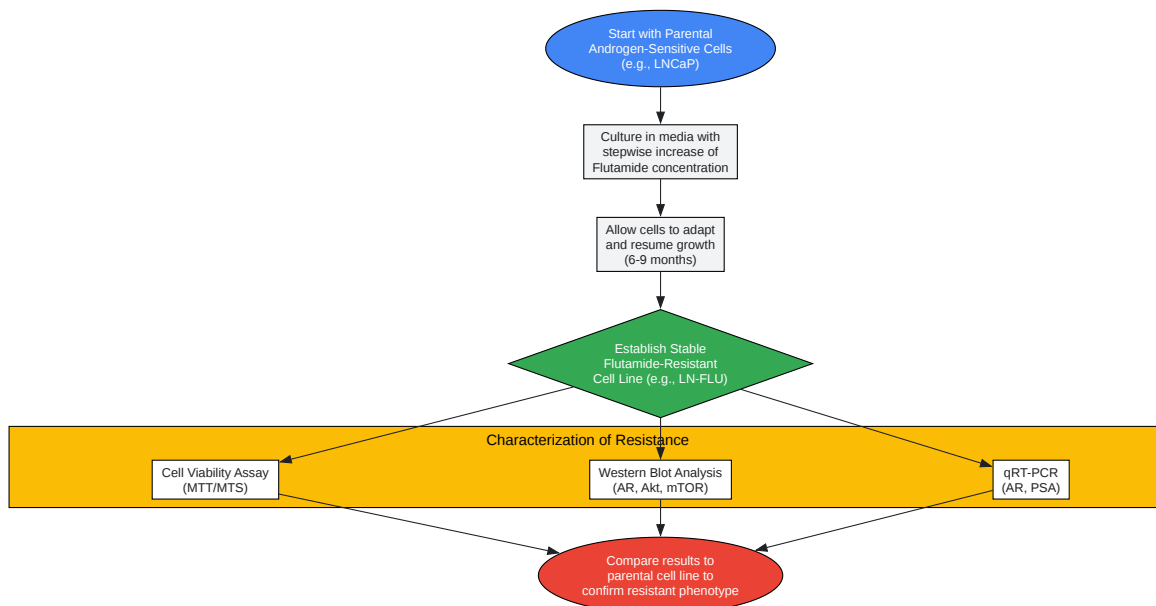 Start with Parental
Androgen-Sensitive Cells
(e.g., LNCaP)
Culture in media with
stepwise increase of
Flutamide concentration
Allow cells to adapt
and resume growth
(6-9 months)
Establish Stable
Flutamide-Resistant
Cell Line (e.g., LN-FLU)
Characterization of Resistance
Cell Viability Assay
(MTT/MTS)
Western Blot Analysis
(AR, Akt, mTOR)
qRT-PCR
(AR, PSA)
Compare results to
parental cell line to
confirm resistant phenotype